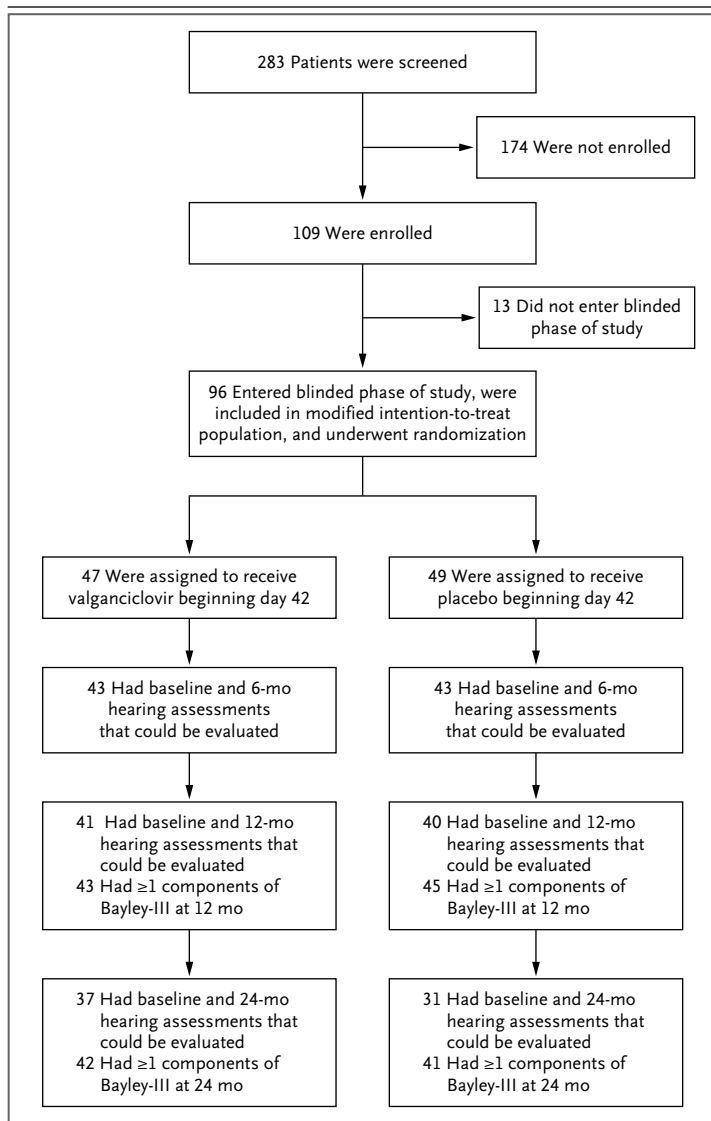 283 Patients were screened
174 Were not enrolled
109 Were enrolled
13 Did not enter blinded
phase of study
96 Entered blinded phase of study, were
included in modified intention-to-treat
population, and underwent randomization
47 Were assigned to receive
valganciclovir beginning day 42
49 Were assigned to receive
placebo beginning day 42
43 Had baseline and 6-mo
hearing assessments
that could be evaluated
43 Had baseline and 6-mo
hearing assessments
that could be evaluated
41 Had baseline and 12-mo
hearing assessments that
could be evaluated
43 Had ≥1 components of
Bayley-III at 12 mo
40 Had baseline and 12-mo
hearing assessments that
could be evaluated
45 Had ≥1 components of
Bayley-III at 12 mo
37 Had baseline and 24-mo
hearing assessments that
could be evaluated
42 Had ≥1 components of
Bayley-III at 24 mo
31 Had baseline and 24-mo
hearing assessments that
could be evaluated
41 Had ≥1 components of
Bayley-III at 24 mo